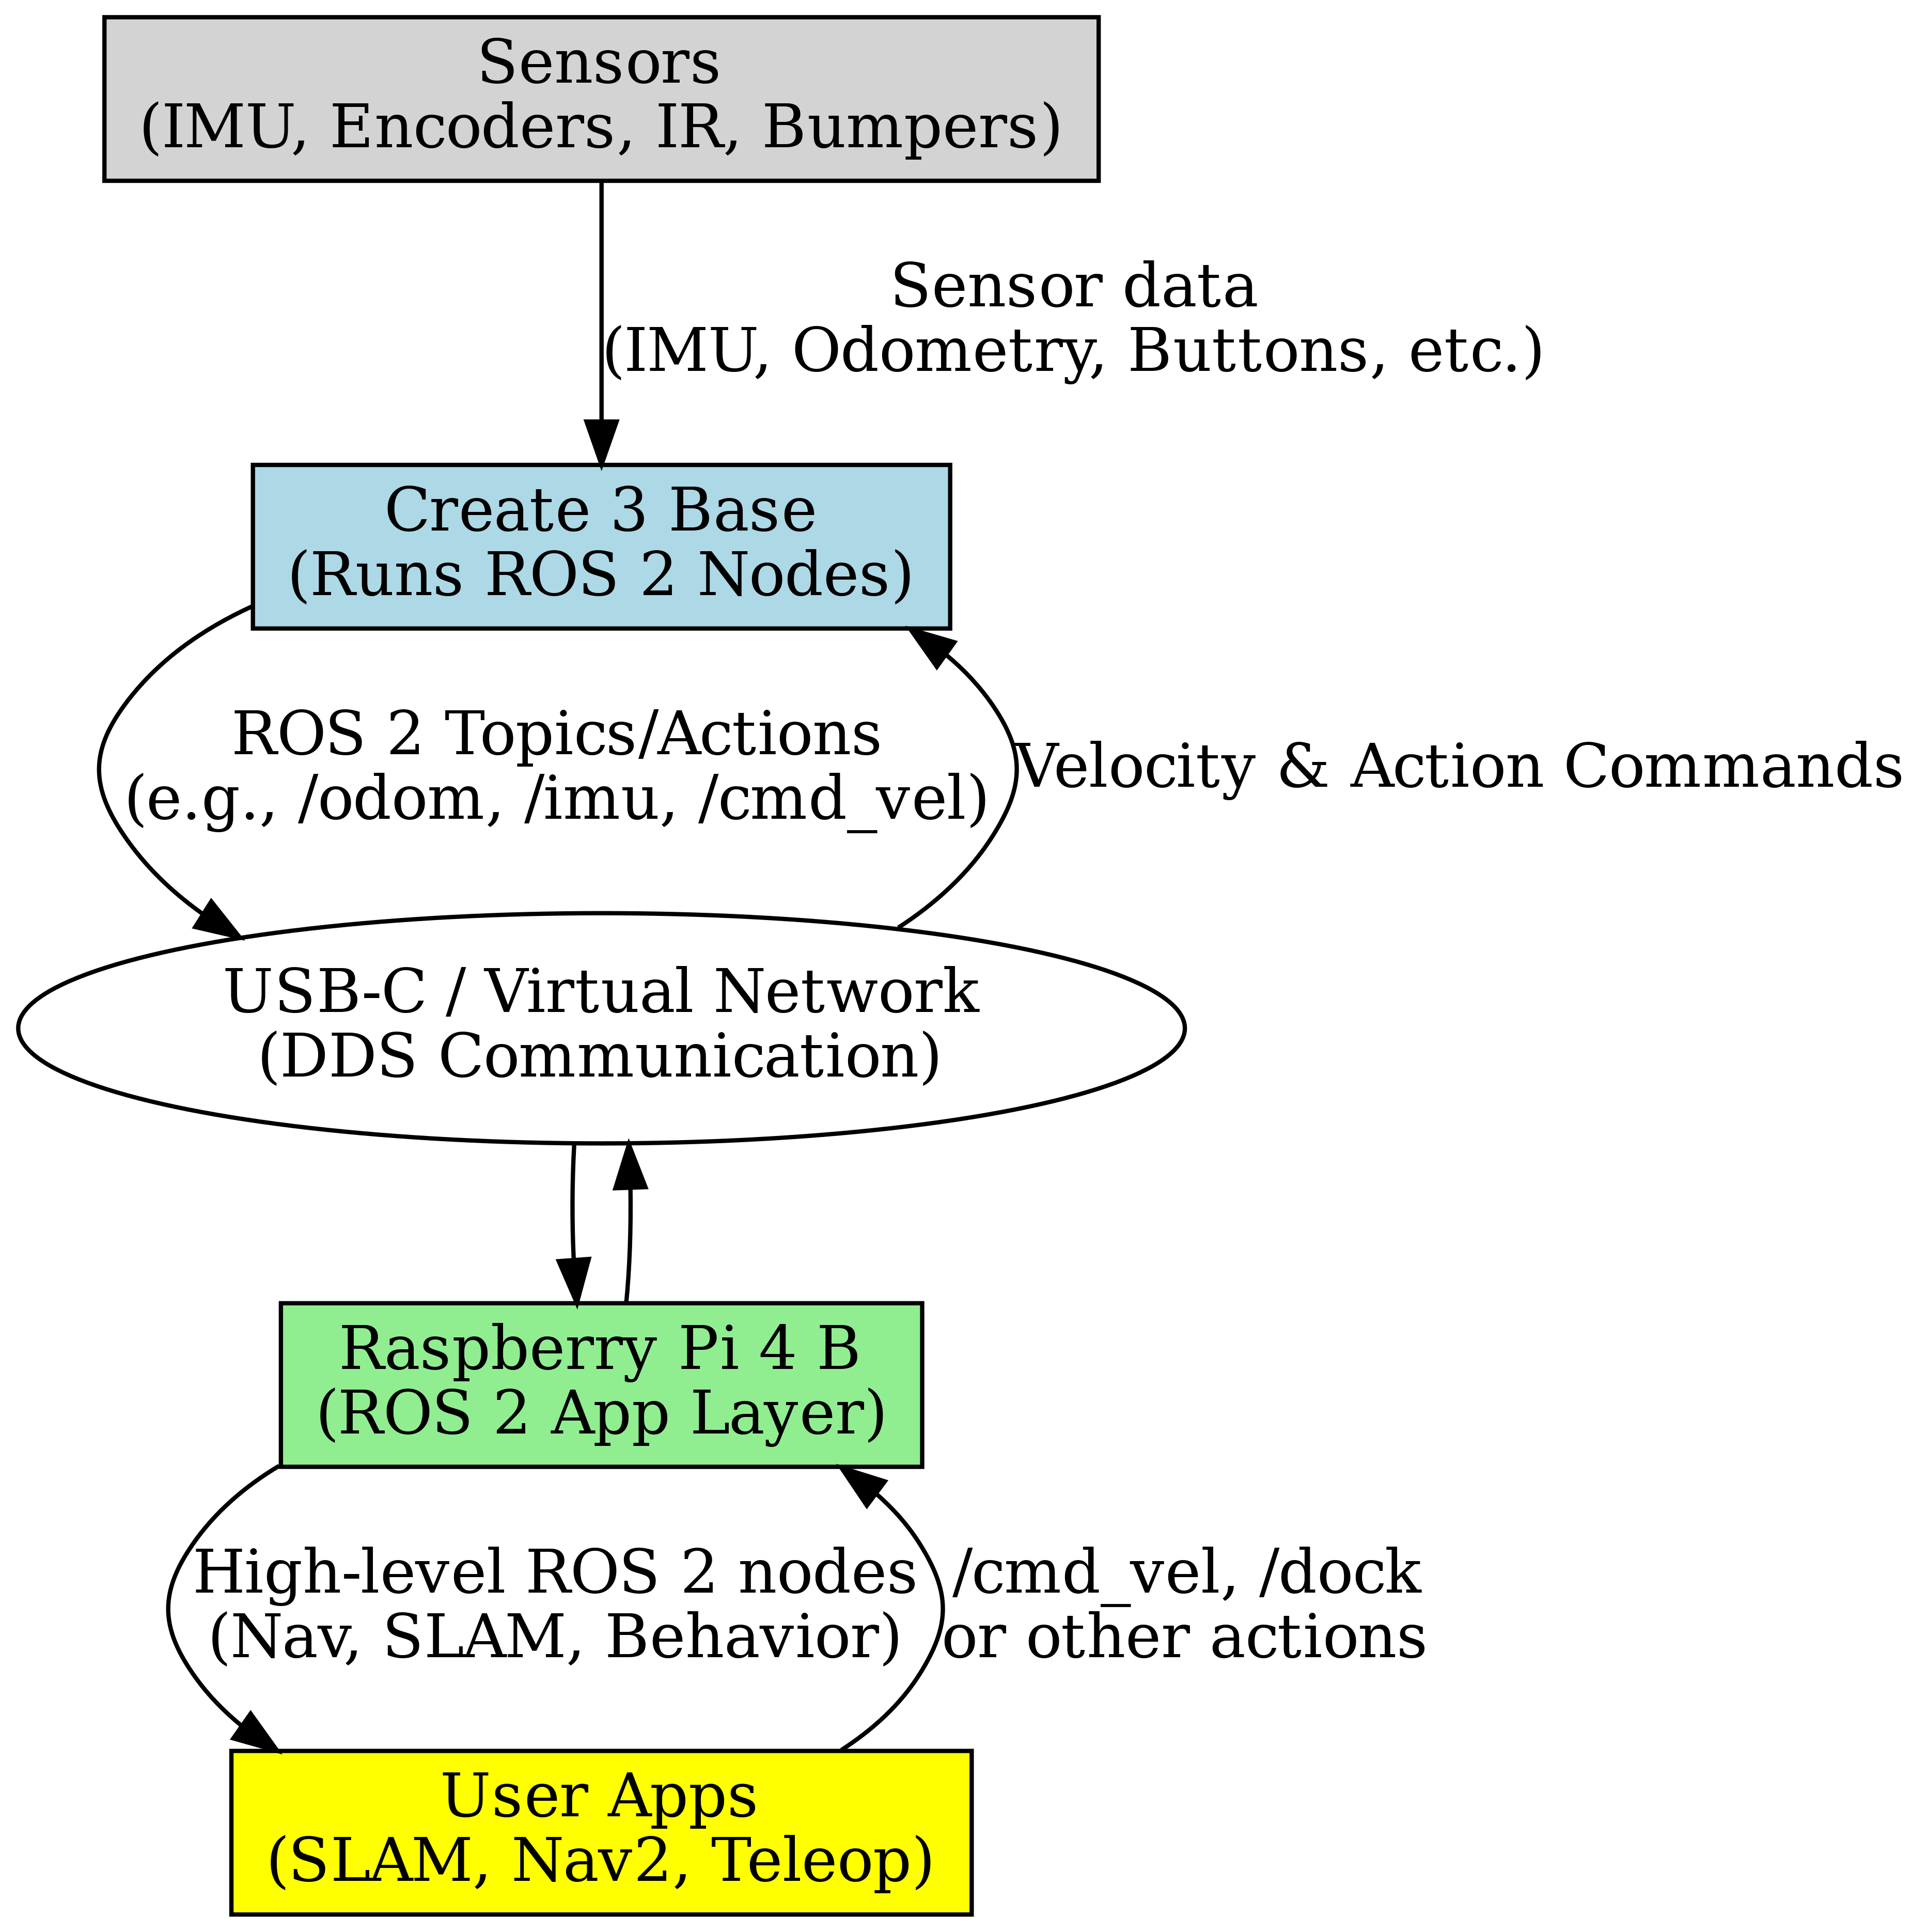 Sensors
(IMU, Encoders, IR, Bumpers)
Sensor data
(IMU, Odometry, Buttons, etc.)
Create 3 Base
(Runs ROS 2 Nodes)
ROS 2 Topics/Actions
(e.g., /odom, /imu, /cmd_vel)
Velocity & Action Commands
USB-C / Virtual Network
(DDS Communication)
Raspberry Pi 4 B
(ROS 2 App Layer)
High-level ROS 2 nodes
(Nav, SLAM, Behavior)
/cmd_vel, /dock
or other actions
User Apps
(SLAM, Nav2, Teleop)